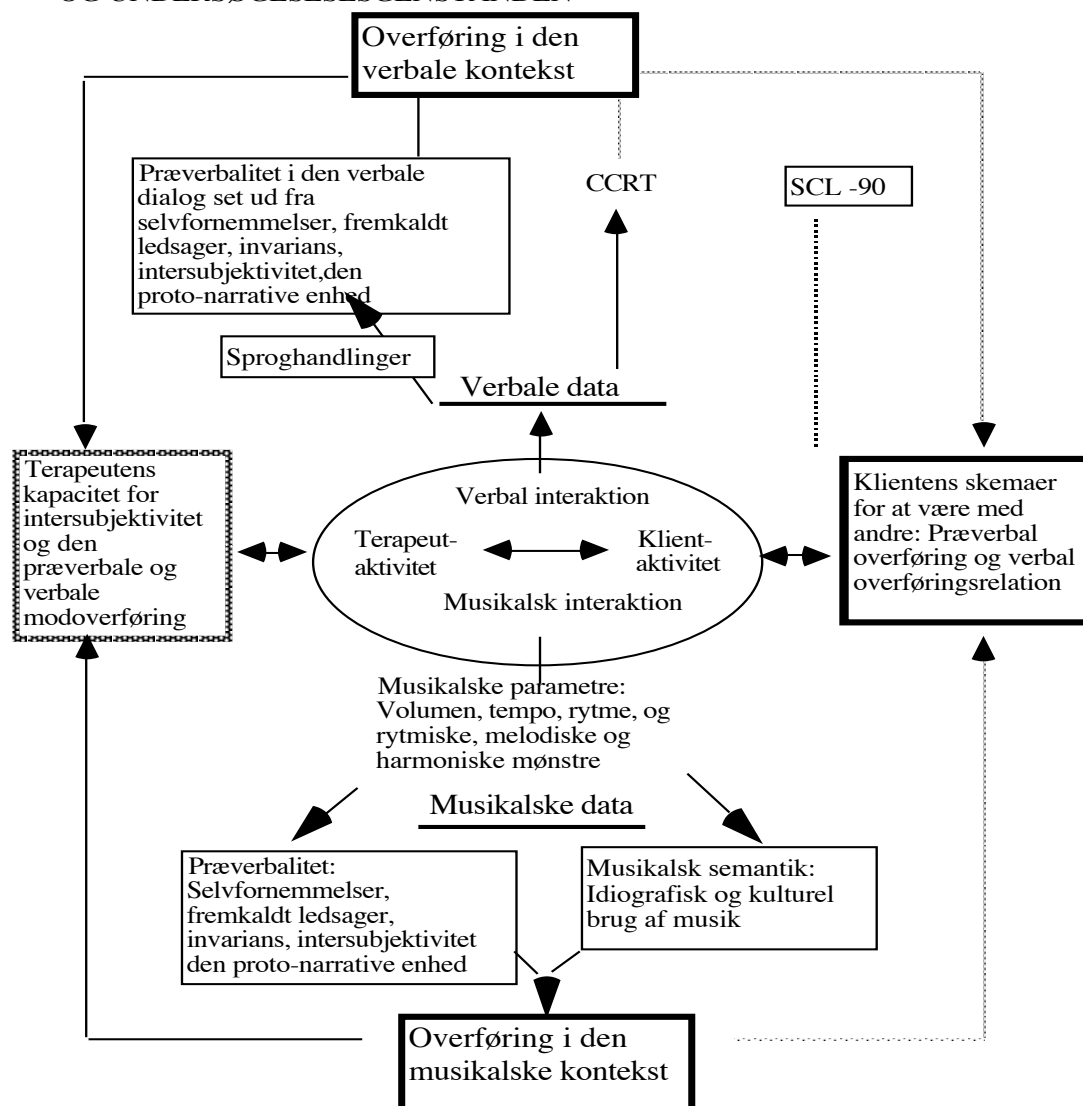 OG UNDERSØGELSESGENSTANDEN
Overføring i den
verbale kontekst
Præverbalitet i den verbale
dialog set ud fra
selvfornemmelser, fremkaldt
ledsager, invarians,
intersubjektivitet,den
proto-narrative enhed
CCRT
SCL -90
Sproghandlinger
Verbale data
Terapeutens
kapacitet for
intersubjektivitet
og den
præverbale og
verbale
modoverføring
Verbal interaktion
Terapeut-
aktivitet
Klient-
aktivitet
Musikalsk interaktion
Klientens skemaer
for at være med
andre: Præverbal
overføring og verbal
overføringsrelation
Musikalske parametre:
Volumen, tempo, rytme, og
rytmiske, melodiske og
harmoniske mønstre
Musikalske data
Præverbalitet:
Selvfornemmelser,
fremkaldt ledsager,
invarians, intersubjektivitet
den proto-narrative enhed
Musikalsk semantik:
Idiografisk og kulturel
brug af musik
Overføring i den
musikalske kontekst